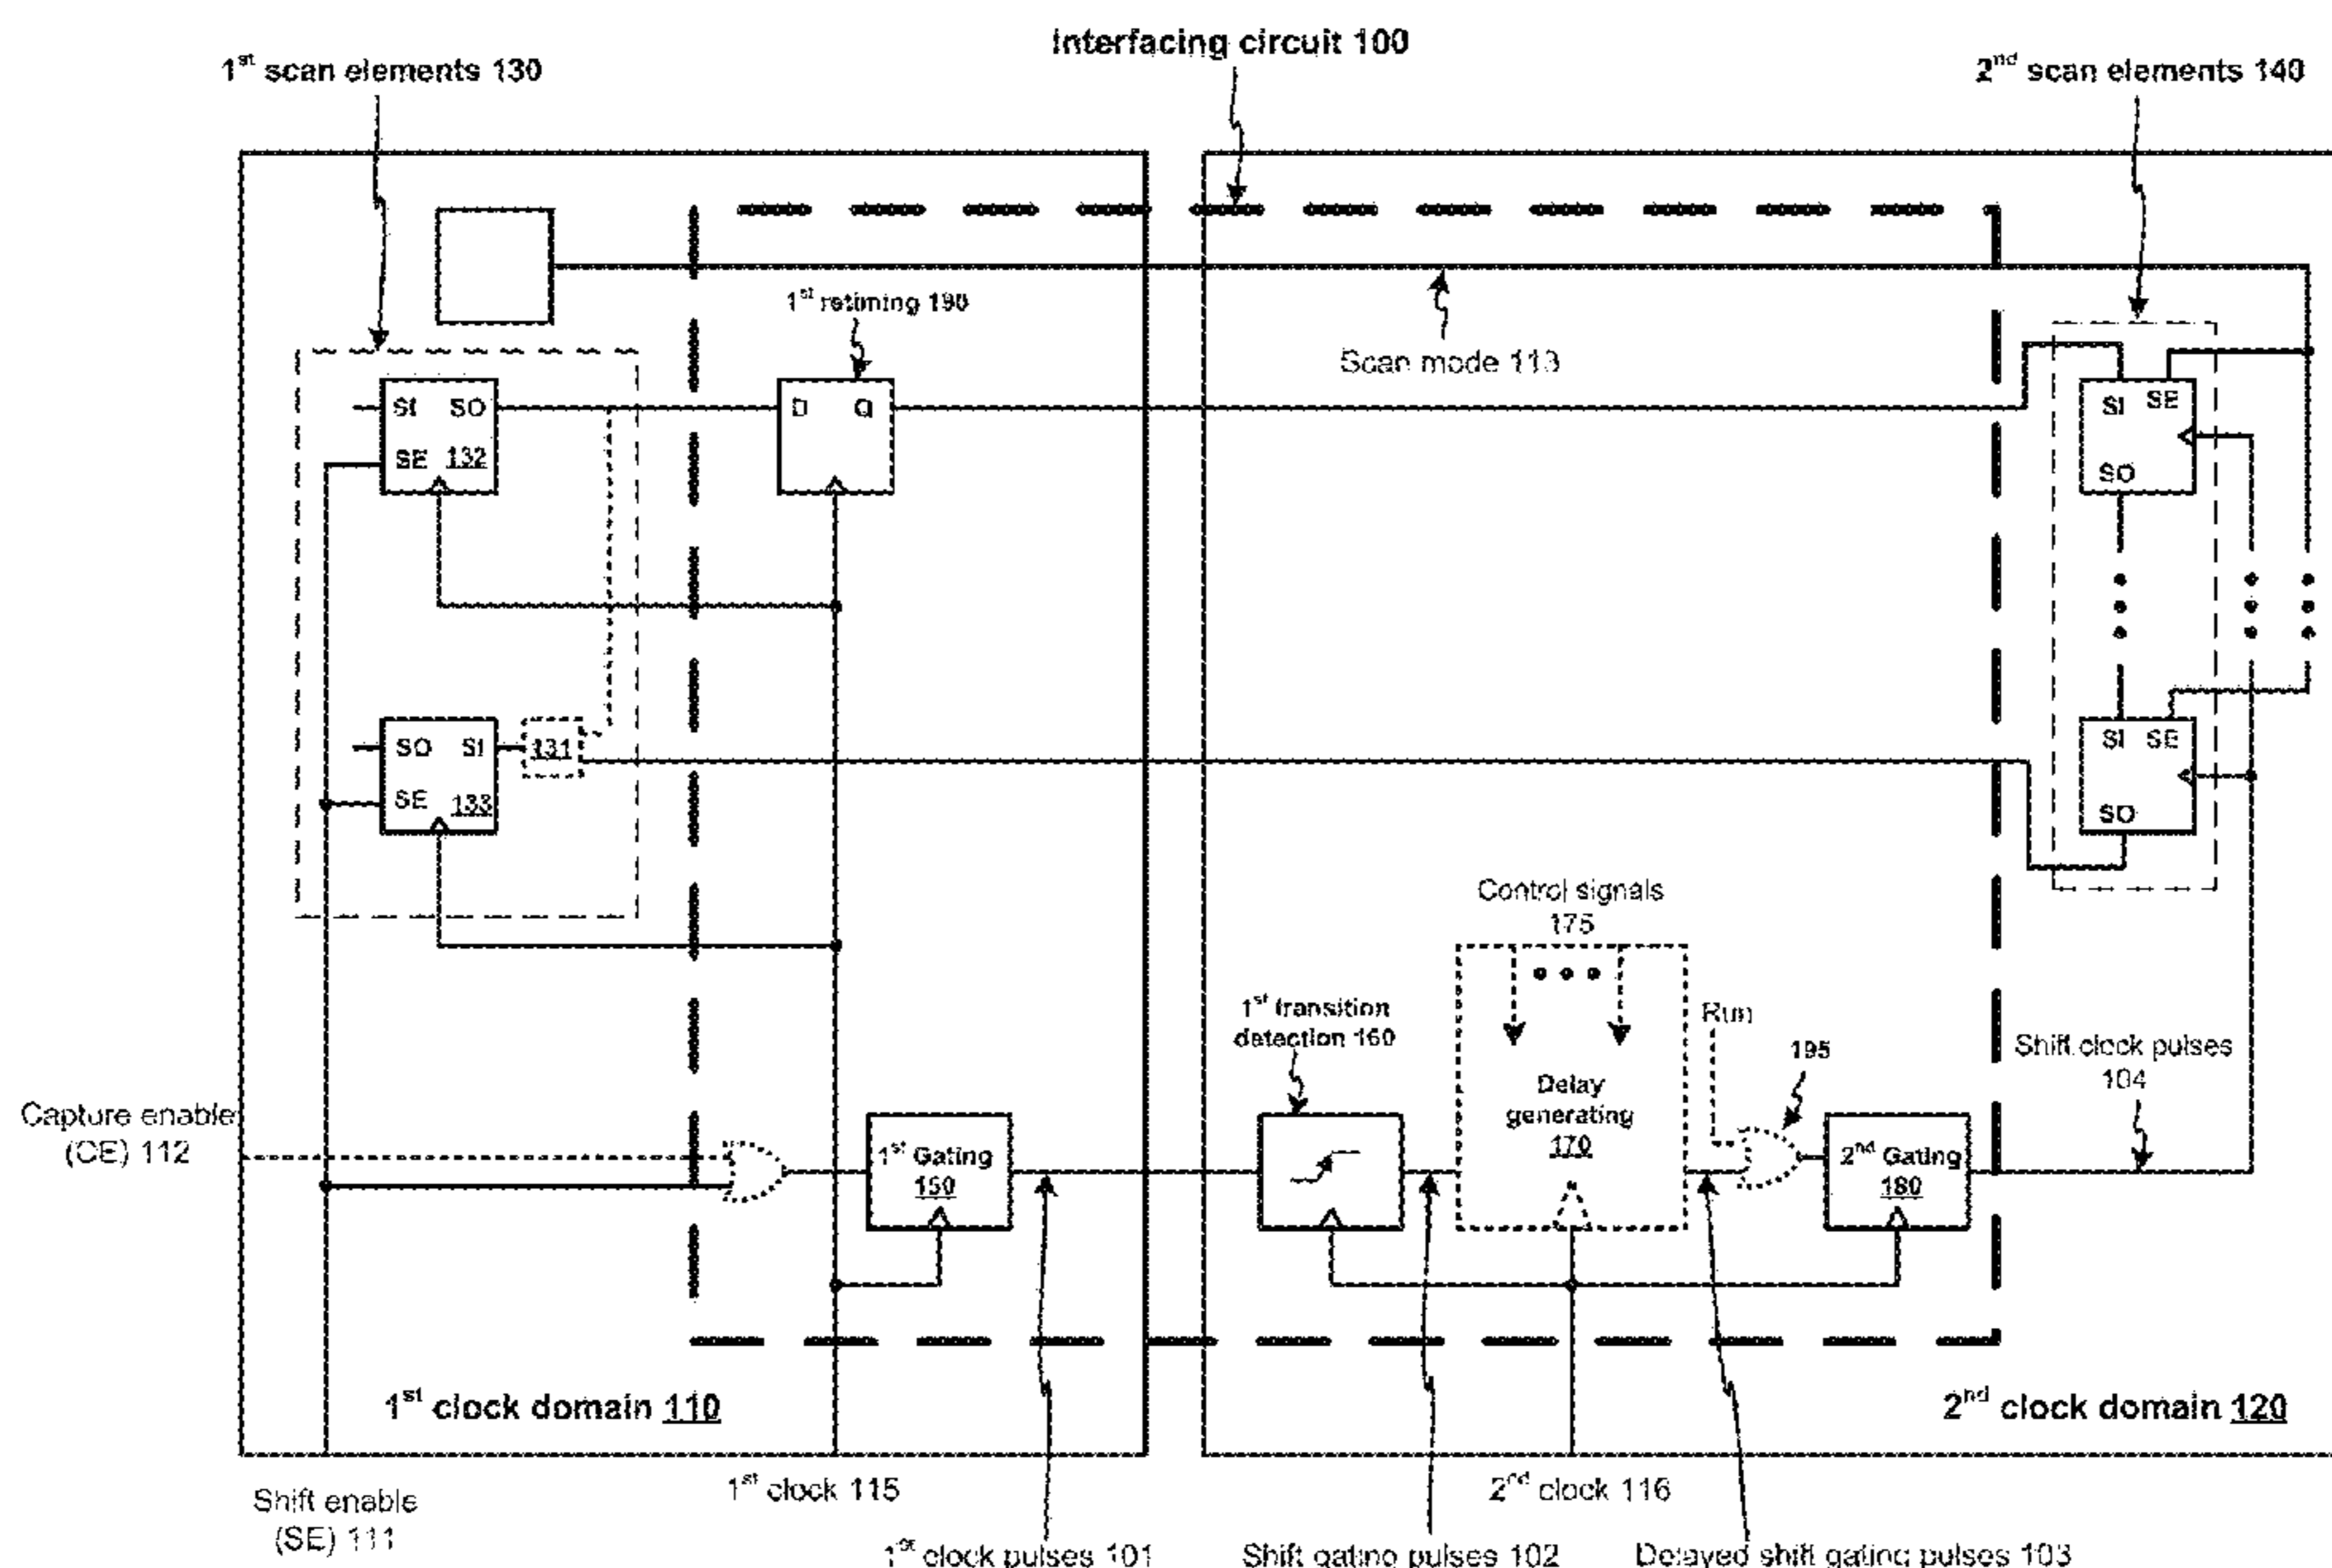 Interfacing circuit 100
1st scan elements 130
2nd scan elements 140
1st retiming 190
Scan mode 113
SI SO
SE 132
D Q
SI SE
SO
SO SI
131
SE 133
SI SE
SO
Control signals
175
1st transition
detection 160
Run
195
Shift clock pulses
104
Delay
generating
170
Capture enable
(CE) 112
1st Gating
150
2nd Gating
180
1st clock domain 110
2nd clock domain 120
Shift enable
(SE) 111
1st clock 115
2nd clock 116
1st clock pulses 101
Shift gating pulses 102
Delayed shift gating pulses 103